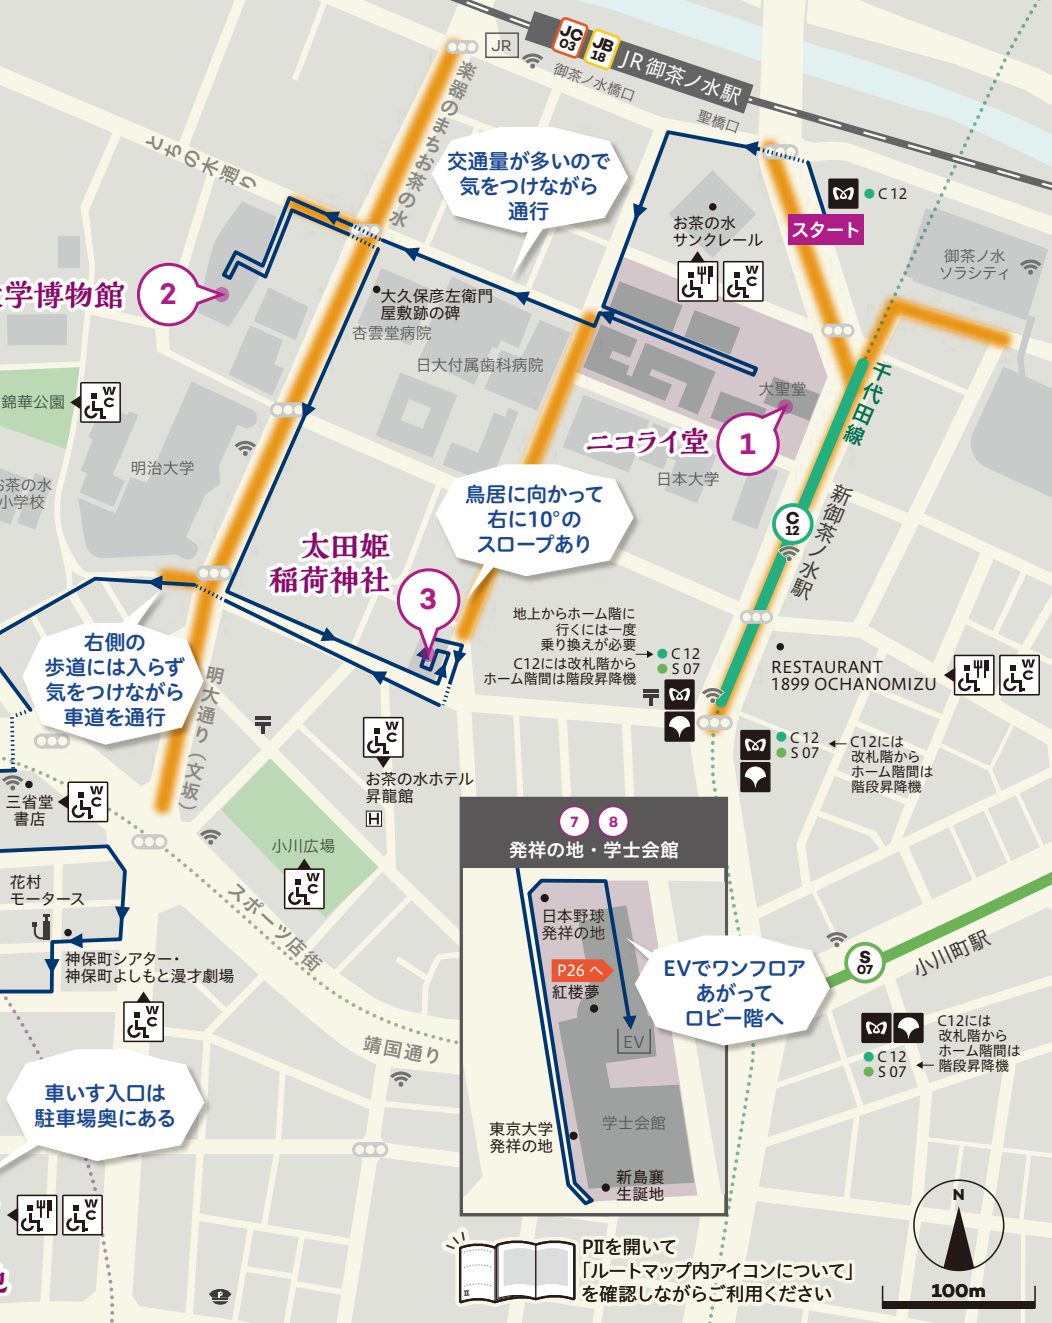 JR
JC
03
JB
18
JR御茶ノ水駅
御茶ノ水橋口
聖橋口
楽器のまちお茶の水
とちの木通り
交通量が多いので
気をつけながら
通行
C 12
スタート
お茶の水
サンクレール
WC
御茶ノ水
ソラシティ
学博物館
2
大久保彦左衛門
屋敷跡の碑
杏雲堂病院
日大付属歯科病院
大聖堂
千代田線
錦華公園
WC
ニコライ堂
1
明治大学
お茶の水
小学校
日本大学
鳥居に向かって
右に10°の
スロープあり
C
12
新御茶ノ水駅
太田姫
稲荷神社
3
地上からホーム階に
行くには一度
乗り換えが必要
C12には改札階から
ホーム階間は階段昇降機
C 12
S 07
右側の
歩道には入らず
気をつけながら
車道を通行
RESTAURANT
1899 OCHANOMIZU
WC
明大通り(文坂)
WC
お茶の水ホテル
昇龍館
H
C 12
S 07
C12には
改札階から
ホーム階間は
階段昇降機
三省堂
書店
WC
小川広場
WC
7
8
発祥の地・学士会館
花村
モータース
スポーツ店街
日本野球
発祥の地
P26 へ
紅楼夢
EV
EVでワンフロア
あがって
ロビー階へ
S
07
小川町駅
神保町シアター・
神保町よしもと漫才劇場
WC
靖国通り
C 12
S 07
C12には
改札階から
ホーム階間は
階段昇降機
車いす入口は
駐車場奥にある
学士会館
東京大学
発祥の地
新島襄
生誕地
WC
N
100m
PⅡを開いて
「ルートマップ内アイコンについて」
を確認しながらご利用ください
Ⅱ